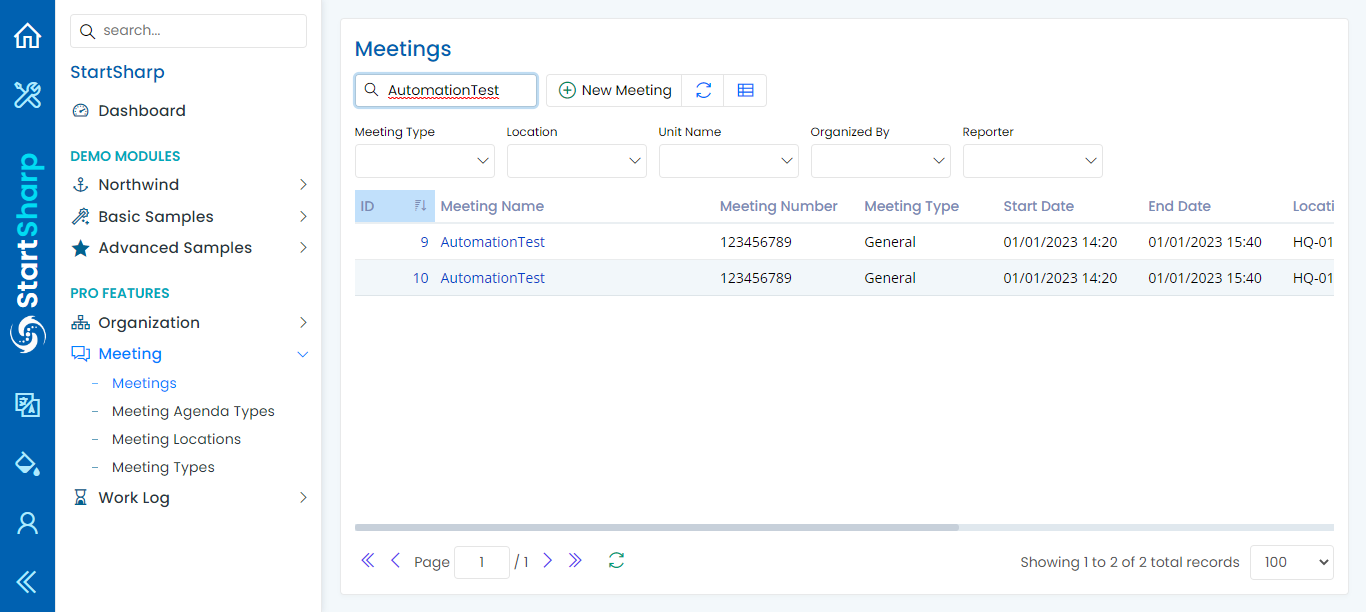 StartSharp
search...
StartSharp
Dashboard
DEMO MODULES
Northwind
Basic Samples
Advanced Samples
PRO FEATURES
Organization
Meeting
Meetings
Meeting Agenda Types
Meeting Locations
Meeting Types
Work Log
Meetings
AutomationTest
New Meeting
Meeting Type Location Unit Name Organized By Reporter
ID Meeting Name Meeting Number Meeting Type Start Date End Date Locati
9 AutomationTest 123456789 General 01/01/2023 14:20 01/01/2023 15:40 HQ-01
10 AutomationTest 123456789 General 01/01/2023 14:20 01/01/2023 15:40 HQ-01
Page 1 / 1 Showing 1 to 2 of 2 total records 100